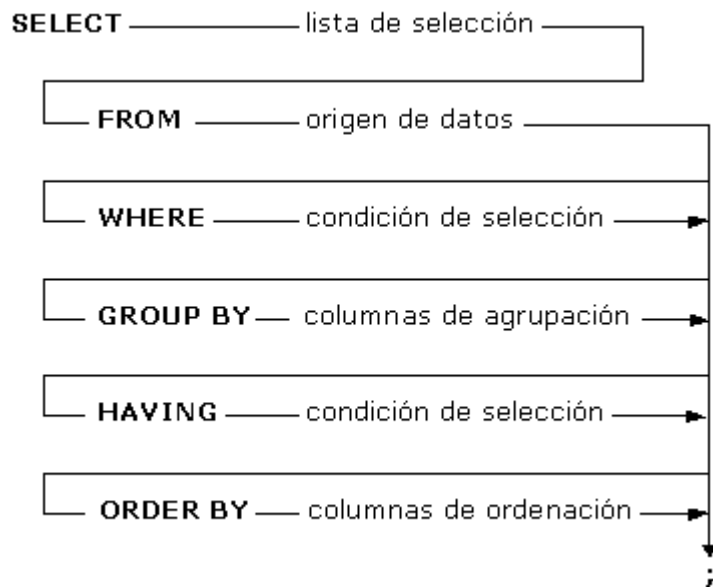 SELECT lista de selección
FROM origen de datos
WHERE condición de selección
GROUP BY columnas de agrupación
HAVING condición de selección
ORDER BY columnas de ordenación
;